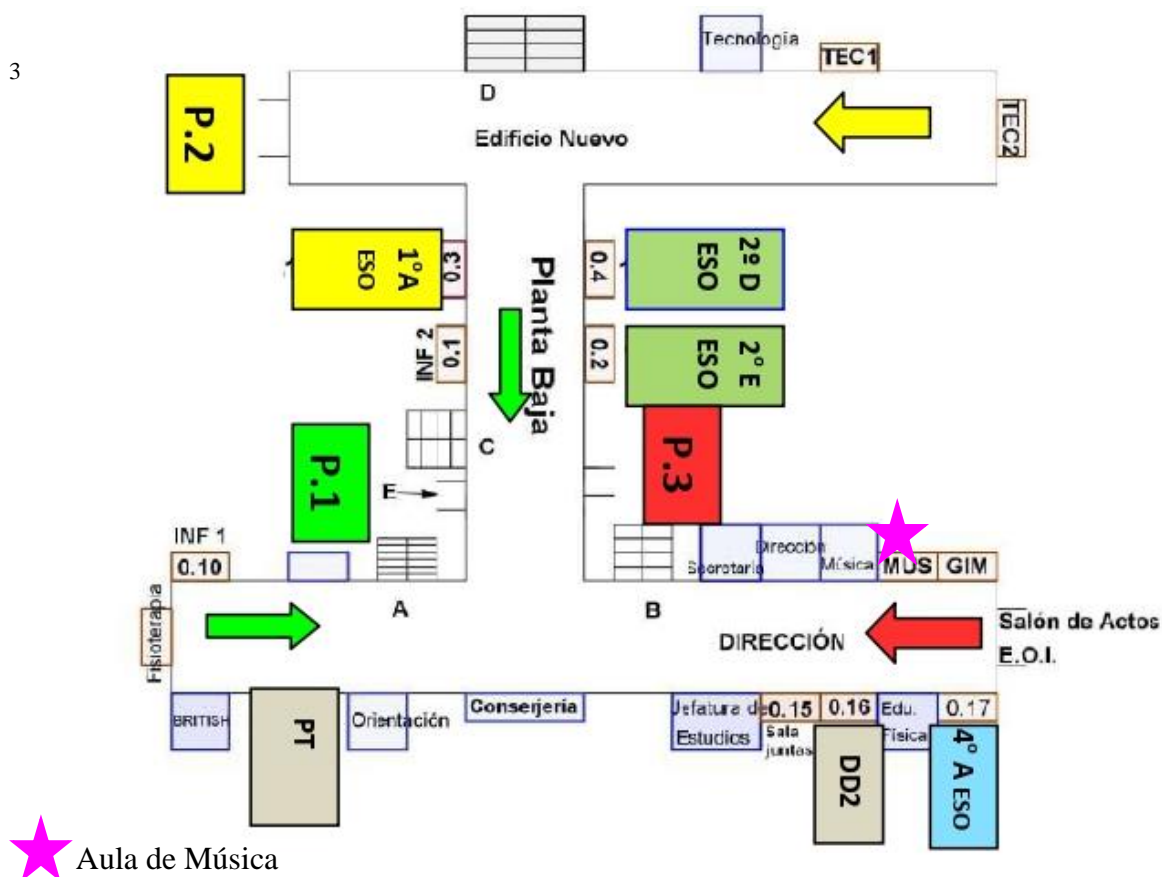 3
Tecnología
TEC1
TEC2
P.2
D
Edificio Nuevo
1º A
ESO
0.3
Planta Baja
0.4
2º D
ESO
INF 2
0.1
0.2
2º E
ESO
C
P.1
P.3
E
INF 1
0.10
Secretaría
Dirección
Música
MUS
GIM
Fisioterapia
A
B
DIRECCIÓN
Salón de Actos
E.O.I.
BRITISH
PT
Orientación
Conserjería
Jefatura de
Estudios
0.15
Sala
juntas
0.16
DD2
Edu.
Física
0.17
4º A ESO
Aula de Música